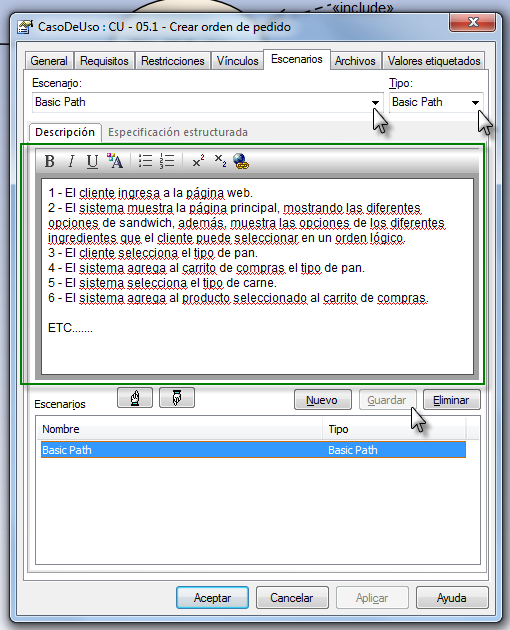 «include»
CasoDeUso : CU - 05.1 - Crear orden de pedido
General Requisitos Restricciones Vínculos Escenarios Archivos Valores etiquetados
Escenario: Tipo:
Basic Path Basic Path
Descripción Especificación estructurada
B I U A x² x₂
1 - El cliente ingresa a la página web.
2 - El sistema muestra la página principal, mostrando las diferentes
opciones de sandwich, además, muestra las opciones de los diferentes
ingredientes que el cliente puede seleccionar en un orden lógico.
3 - El cliente selecciona el tipo de pan.
4 - El sistema agrega al carrito de compras el tipo de pan.
5 - El sistema selecciona el tipo de carne.
6 - El sistema agrega al producto seleccionado al carrito de compras.
ETC.......
Escenarios Nuevo Guardar Eliminar
Nombre Tipo
Basic Path Basic Path
Aceptar Cancelar Aplicar Ayuda